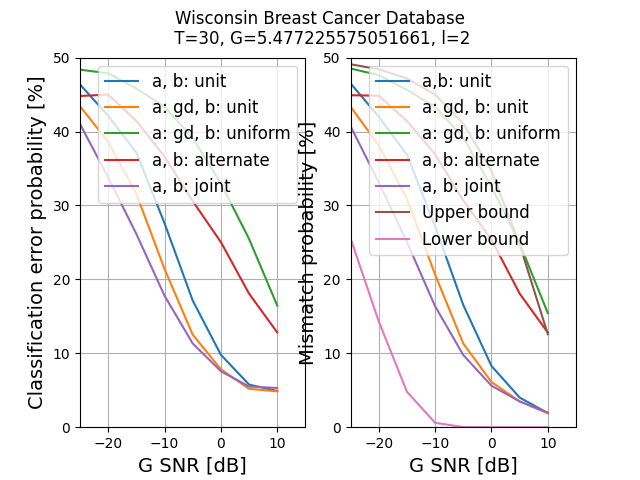 Wisconsin Breast Cancer Database
T=30, G=5.477225575051661, l=2
Classification error probability [%]
50
40
30
20
10
0
a, b: unit
a: gd, b: unit
a: gd, b: uniform
a, b: alternate
a, b: joint
−20
−10
0
10
G SNR [dB]
Mismatch probability [%]
50
40
30
20
10
0
a,b: unit
a: gd, b: unit
a: gd, b: uniform
a, b: alternate
a, b: joint
Upper bound
Lower bound
−20
−10
0
10
G SNR [dB]